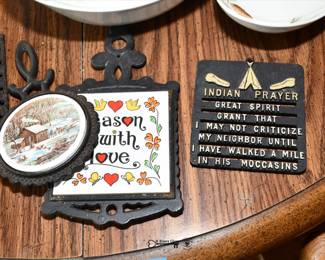 eason
with
love
INDIAN PRAYER
GREAT SPIRIT
GRANT THAT
I MAY NOT CRITICIZE
MY NEIGHBOR UNTIL
I HAVE WALKED A MILE
IN HIS MOCCASINS